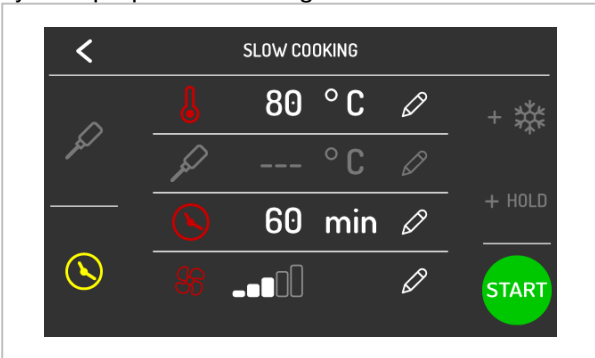 SLOW COOKING
80 °C
+
--- °C
60 min
+ HOLD
START